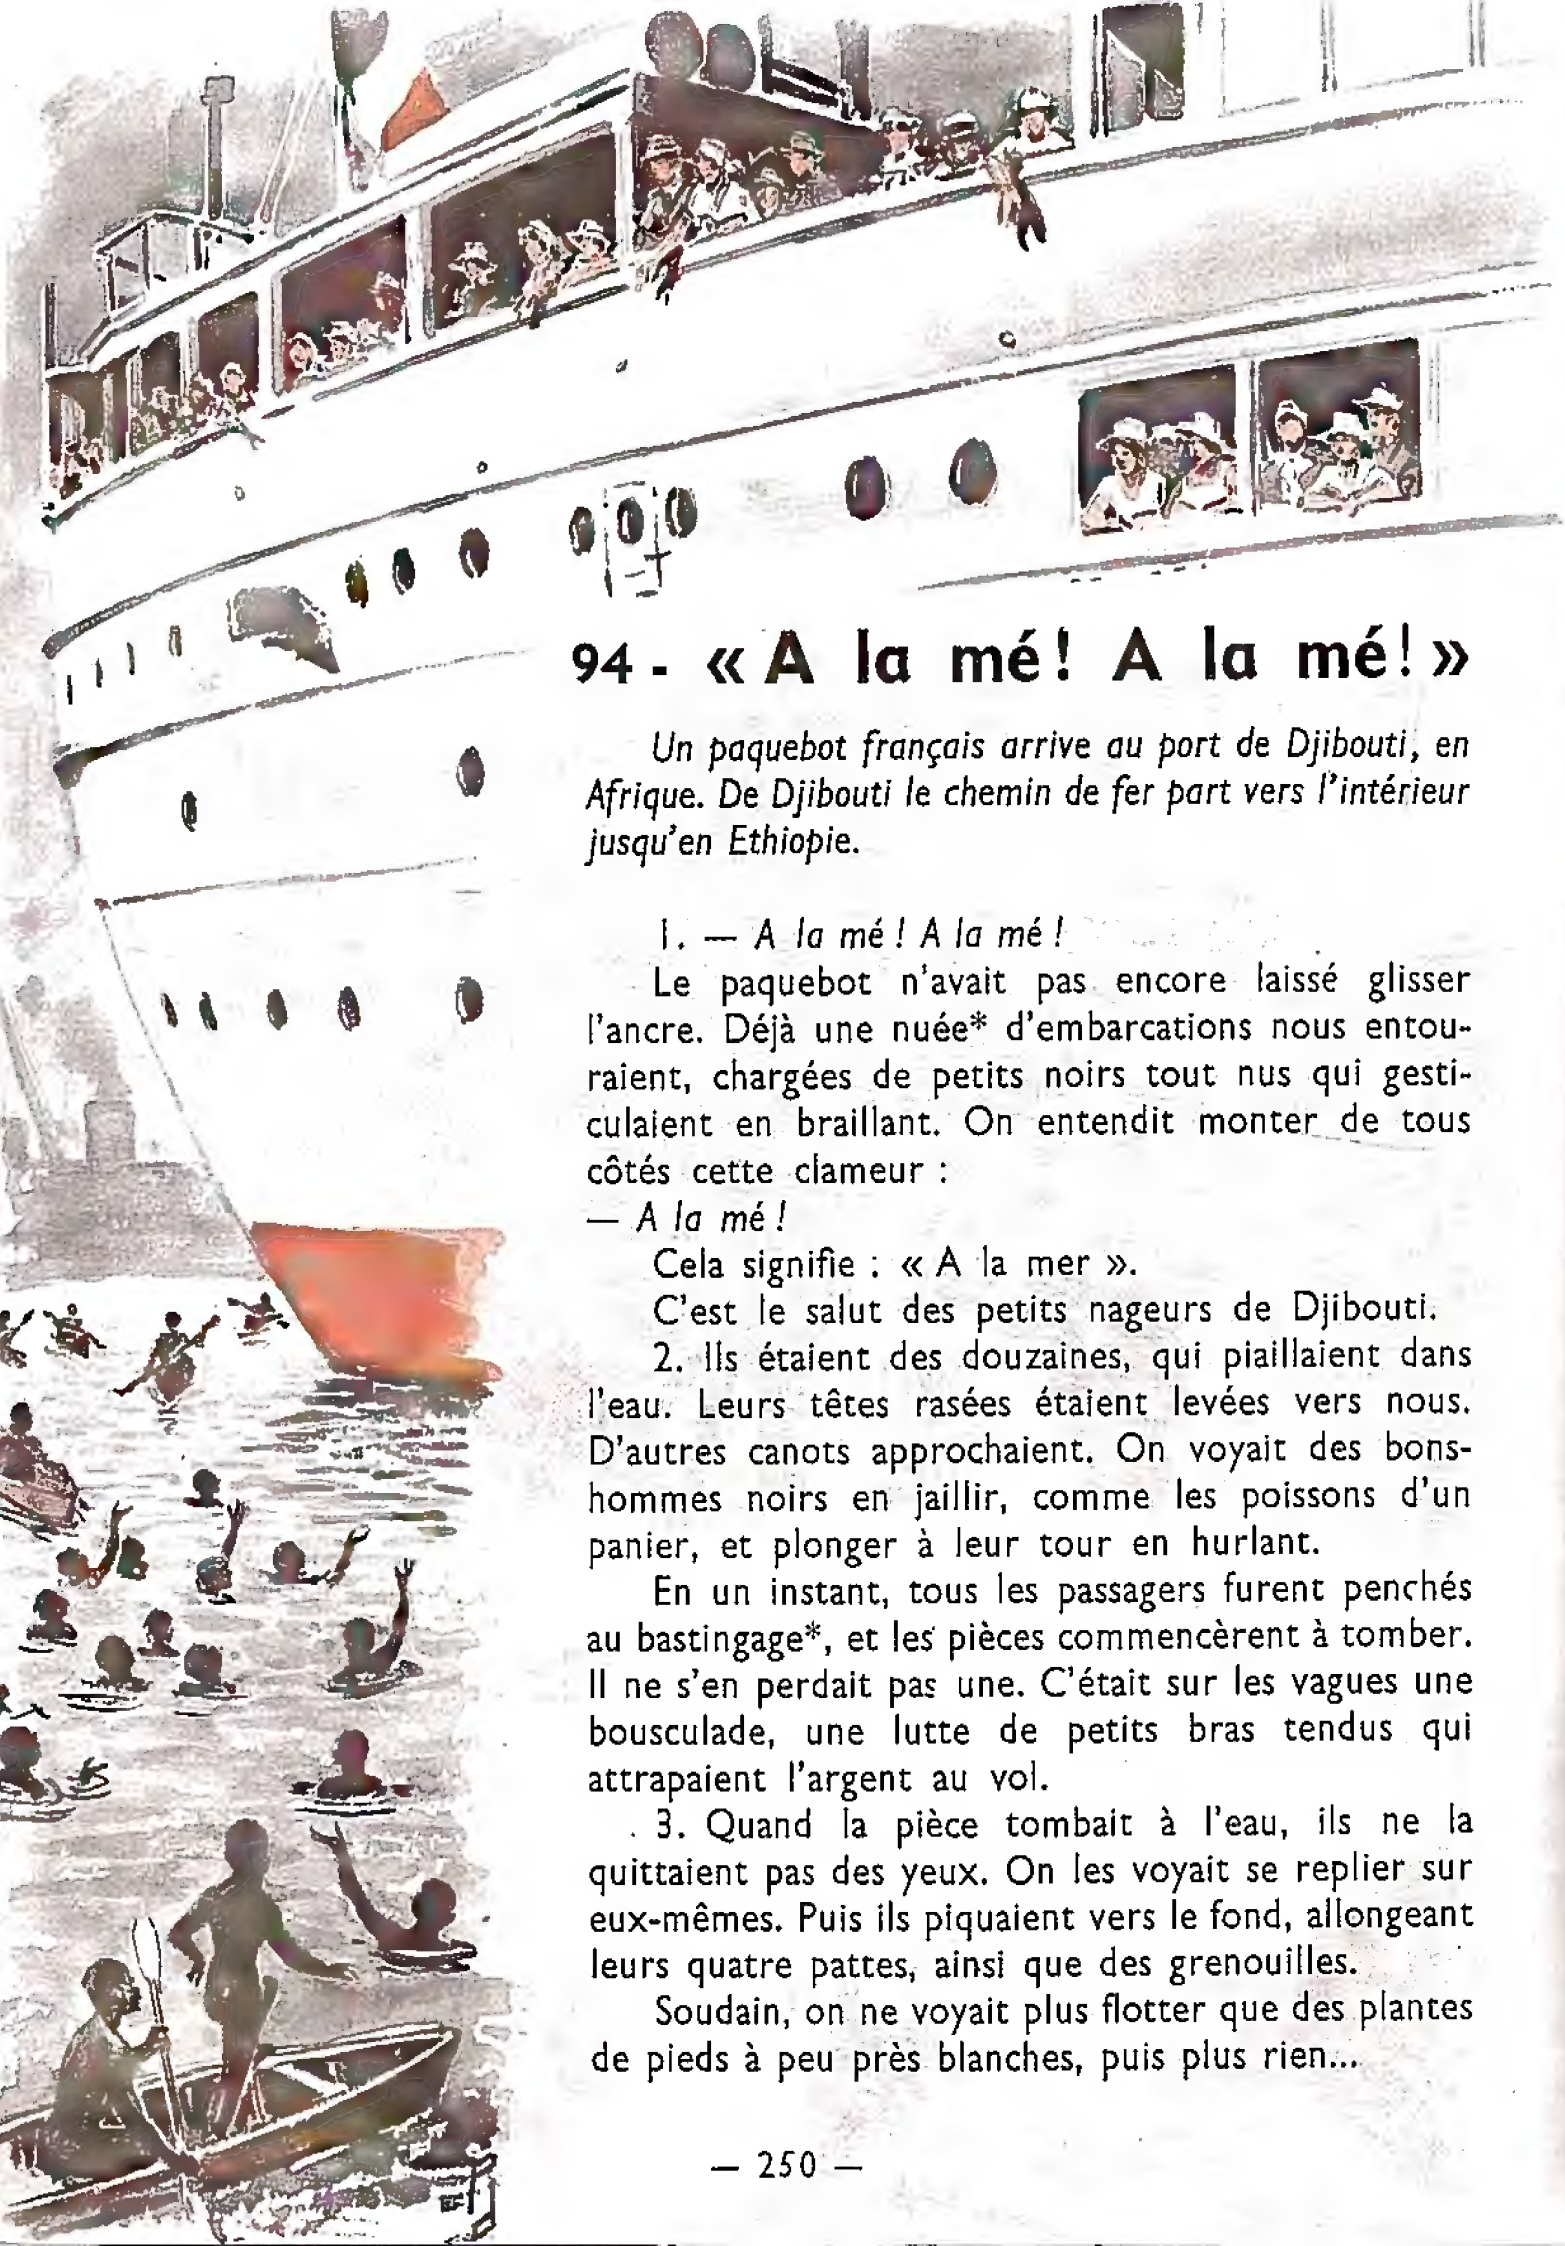 94 - « A la mé! A la mé! »
Un paquebot français arrive au port de Djibouti, en
Afrique. De Djibouti le chemin de fer part vers l'intérieur
jusqu'en Ethiopie.
1. — A la mé ! A la mé !
Le paquebot n'avait pas encore laissé glisser
l'ancre. Déjà une nuée* d'embarcations nous entou-
raient, chargées de petits noirs tout nus qui gesti-
culaient en braillant. On entendit monter de tous
côtés cette clameur :
— A la mé !
Cela signifie : « A la mer ».
C'est le salut des petits nageurs de Djibouti.
2. Ils étaient des douzaines, qui piaillaient dans
l'eau. Leurs têtes rasées étaient levées vers nous.
D'autres canots approchaient. On voyait des bons-
hommes noirs en jaillir, comme les poissons d'un
panier, et plonger à leur tour en hurlant.
En un instant, tous les passagers furent penchés
au bastingage*, et les pièces commencèrent à tomber.
Il ne s'en perdait pas une. C'était sur les vagues une
bousculade, une lutte de petits bras tendus qui
attrapaient l'argent au vol.
3. Quand la pièce tombait à l'eau, ils ne la
quittaient pas des yeux. On les voyait se replier sur
eux-mêmes. Puis ils piquaient vers le fond, allongeant
leurs quatre pattes, ainsi que des grenouilles.
Soudain, on ne voyait plus flotter que des plantes
de pieds à peu près blanches, puis plus rien...
— 250 —